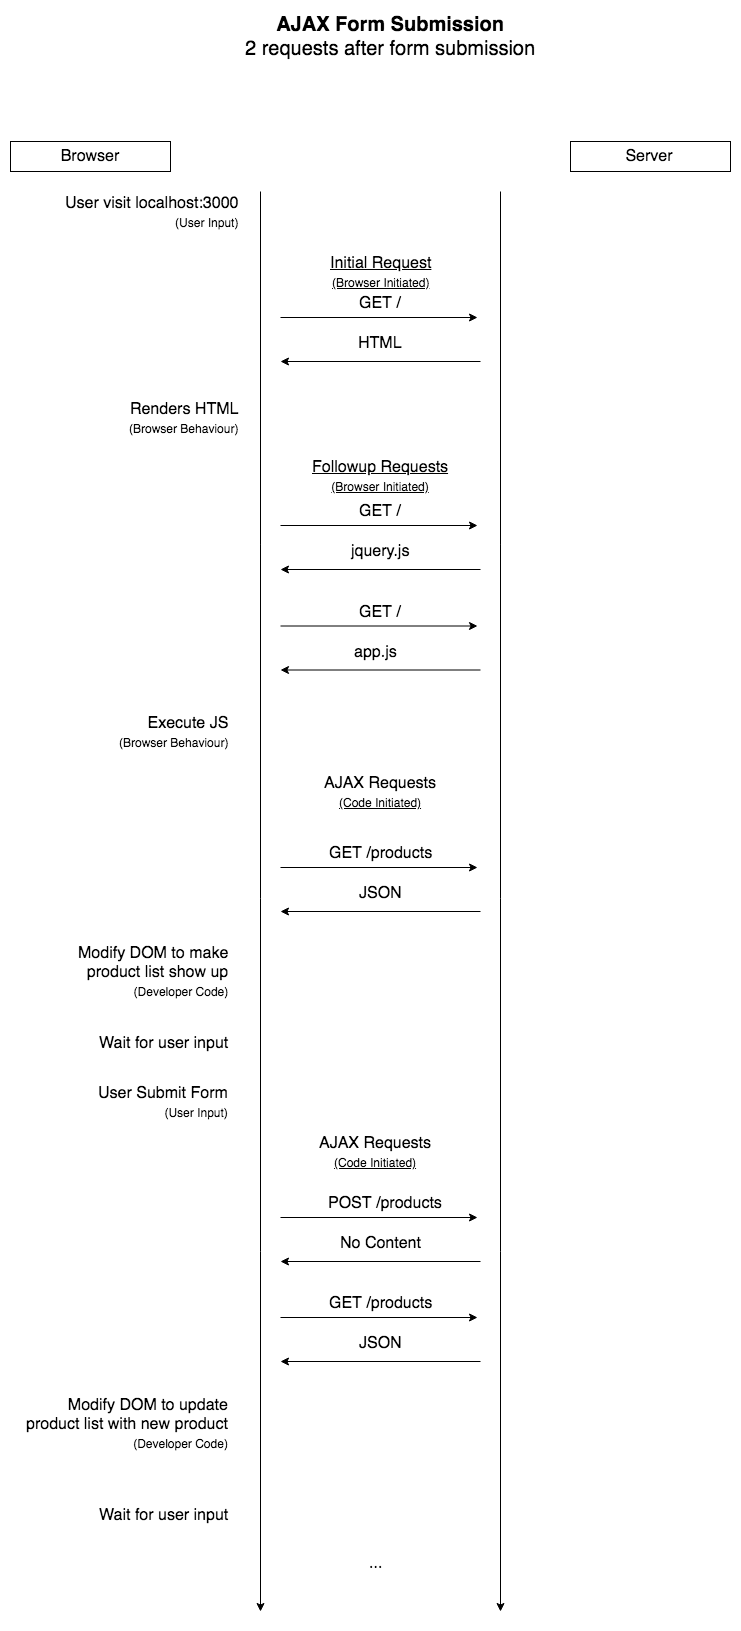 AJAX Form Submission
2 requests after form submission
Browser
Server
User visit localhost:3000
(User Input)
Initial Request
(Browser Initiated)
GET /
HTML
Renders HTML
(Browser Behaviour)
Followup Requests
(Browser Initiated)
GET /
jquery.js
GET /
app.js
Execute JS
(Browser Behaviour)
AJAX Requests
(Code Initiated)
GET /products
JSON
Modify DOM to make
product list show up
(Developer Code)
Wait for user input
User Submit Form
(User Input)
AJAX Requests
(Code Initiated)
POST /products
No Content
GET /products
JSON
Modify DOM to update
product list with new product
(Developer Code)
Wait for user input
...